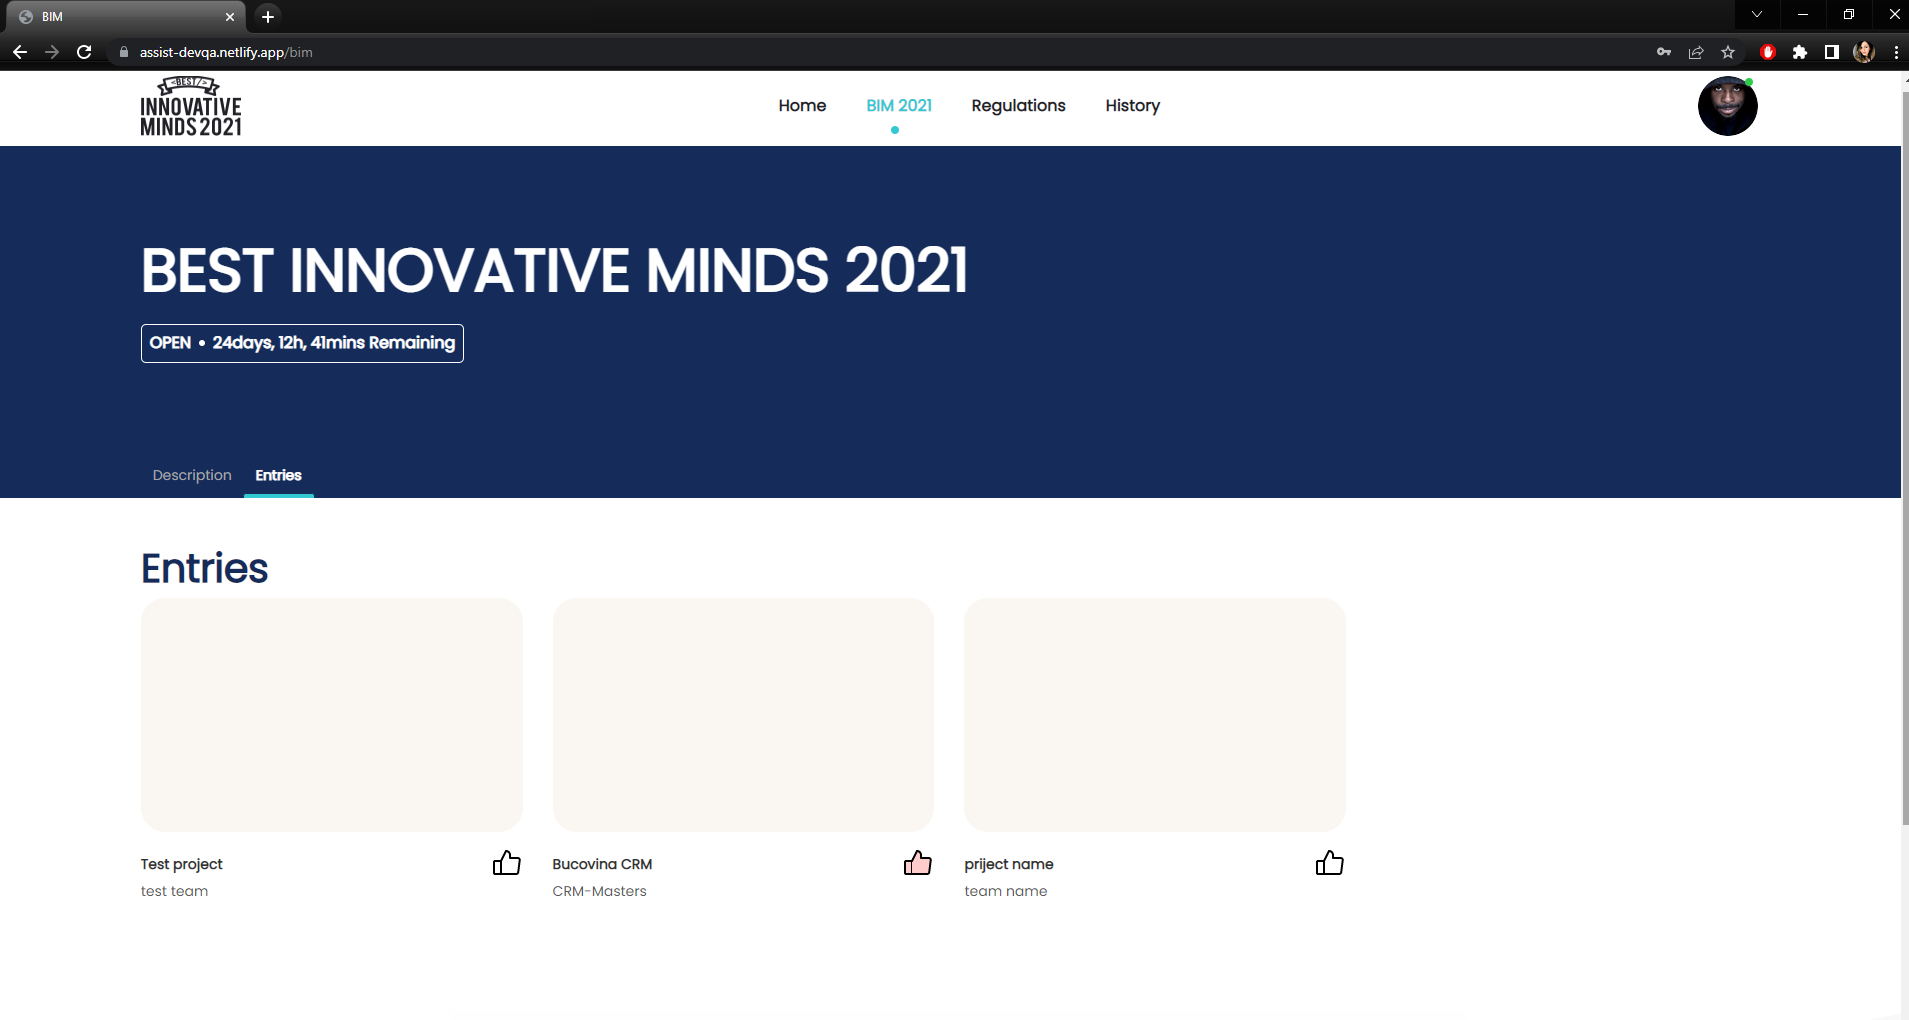 BIM
assist-devqa.netlify.app/bim
<BEST/>
INNOVATIVE
MINDS 2021
Home BIM 2021 Regulations History
BEST INNOVATIVE MINDS 2021
OPEN • 24days, 12h, 41mins Remaining
Description Entries
Entries
Test project
test team
Bucovina CRM
CRM-Masters
priject name
team name